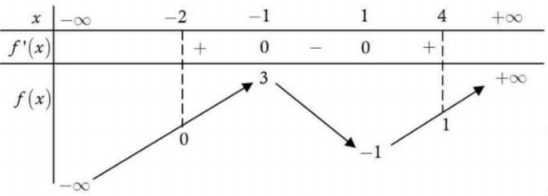 x −∞ −2 −1 1 4 +∞
f'(x) + 0 − 0 +
f(x) −∞ 0 3 −1 1 +∞